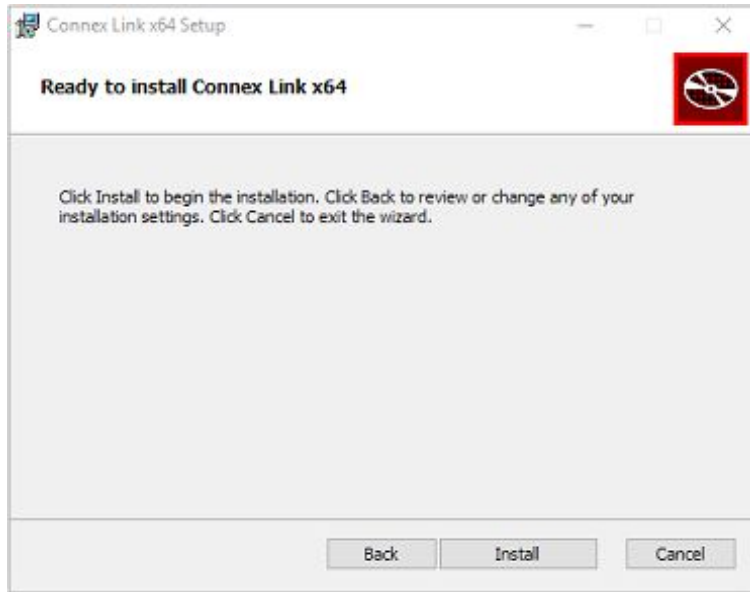 Connex Link x64 Setup
Ready to install Connex Link x64
Click Install to begin the installation. Click Back to review or change any of your
installation settings. Click Cancel to exit the wizard.
Back Install Cancel